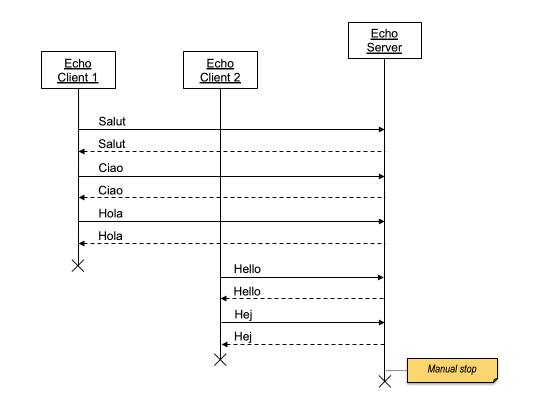 Echo
Server
Echo
Client 1
Echo
Client 2
Salut
Salut
Ciao
Ciao
Hola
Hola
Hello
Hello
Hej
Hej
Manual stop